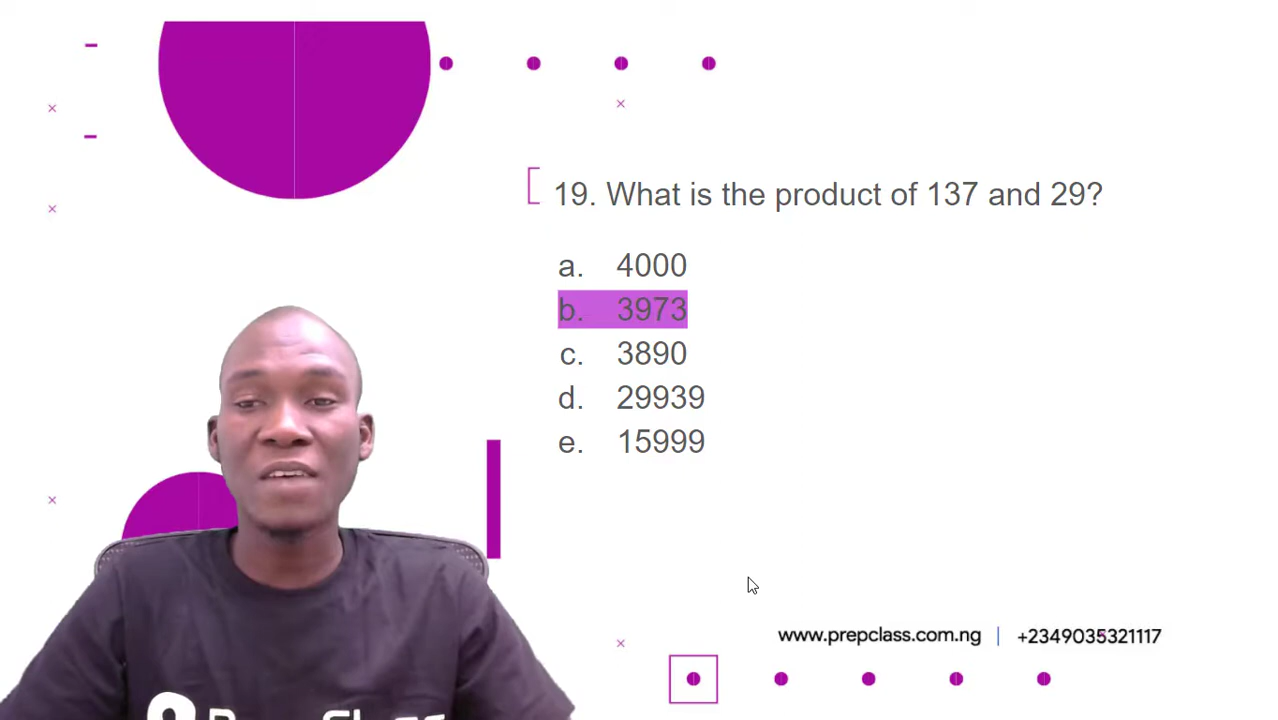 19. What is the product of 137 and 29?
a. 4000
b. 3973
c. 3890
d. 29939
e. 15999
www.prepclass.com.ng | +2349035321117
PrepClass